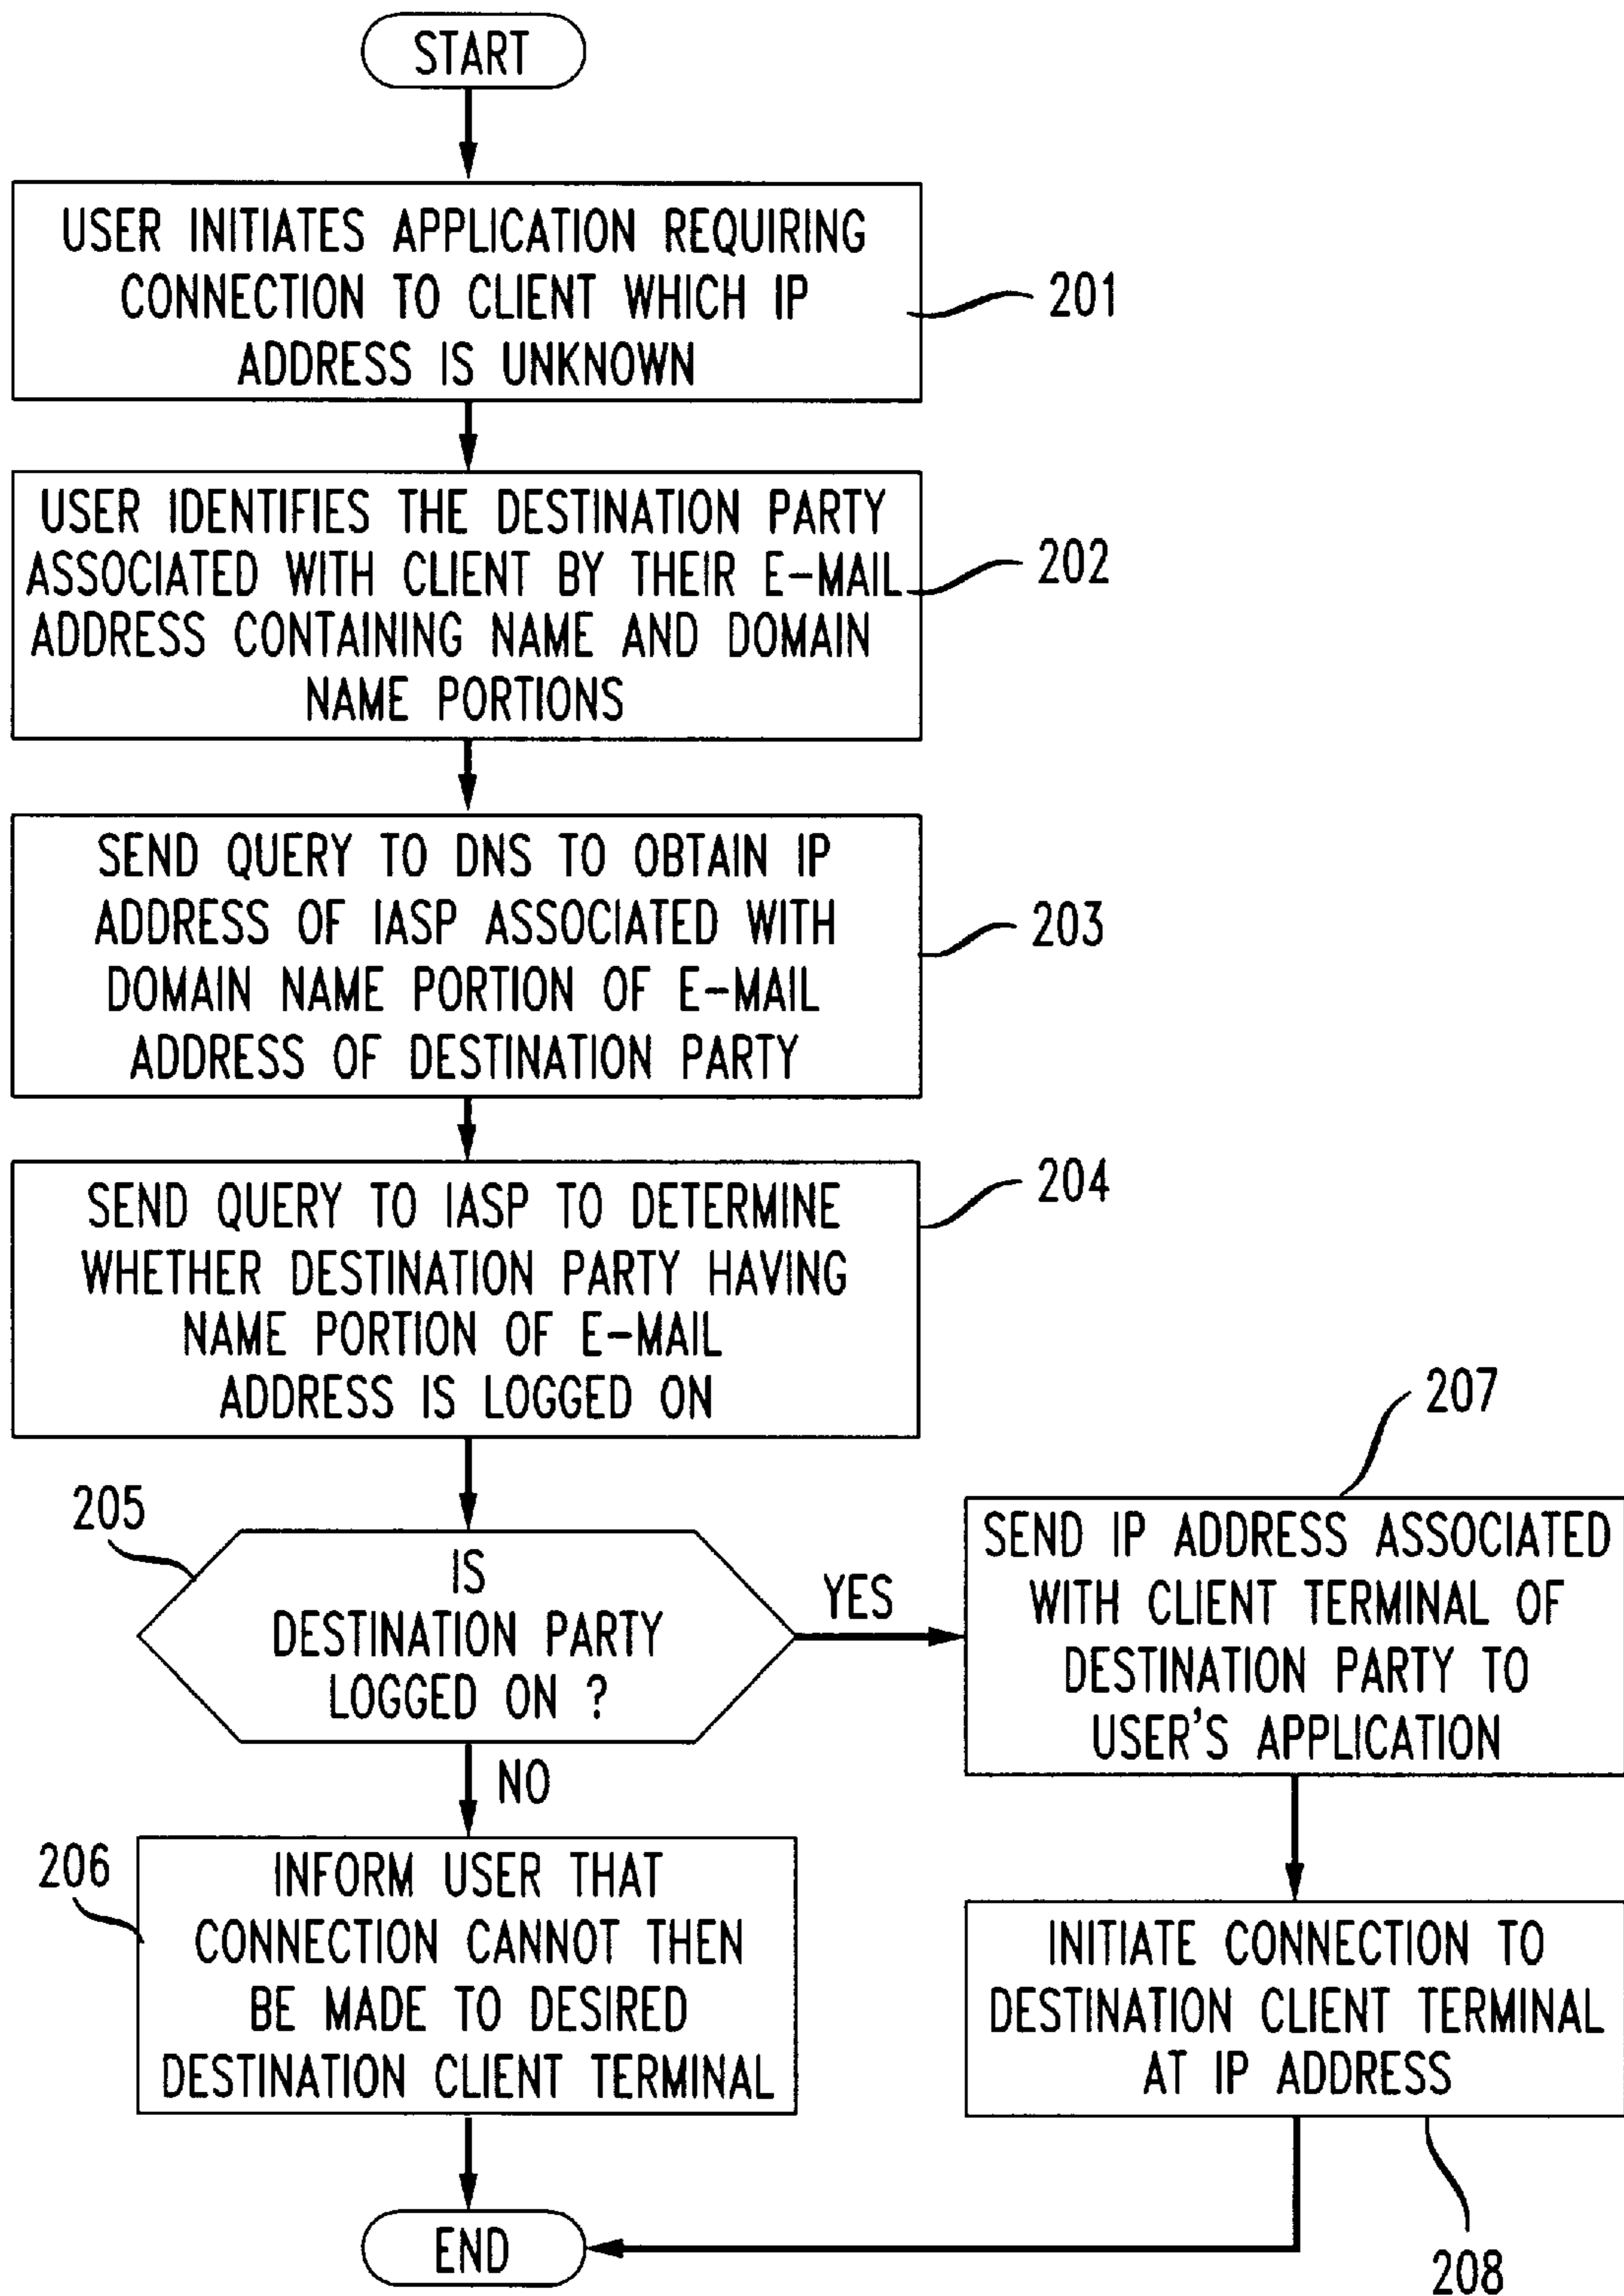 START
USER INITIATES APPLICATION REQUIRING
CONNECTION TO CLIENT WHICH IP
ADDRESS IS UNKNOWN
201
USER IDENTIFIES THE DESTINATION PARTY
ASSOCIATED WITH CLIENT BY THEIR E-MAIL
ADDRESS CONTAINING NAME AND DOMAIN
NAME PORTIONS
202
SEND QUERY TO DNS TO OBTAIN IP
ADDRESS OF IASP ASSOCIATED WITH
DOMAIN NAME PORTION OF E-MAIL
ADDRESS OF DESTINATION PARTY
203
SEND QUERY TO IASP TO DETERMINE
WHETHER DESTINATION PARTY HAVING
NAME PORTION OF E-MAIL
ADDRESS IS LOGGED ON
204
205
IS
DESTINATION PARTY
LOGGED ON ?
YES
NO
207
SEND IP ADDRESS ASSOCIATED
WITH CLIENT TERMINAL OF
DESTINATION PARTY TO
USER'S APPLICATION
206
INFORM USER THAT
CONNECTION CANNOT THEN
BE MADE TO DESIRED
DESTINATION CLIENT TERMINAL
INITIATE CONNECTION TO
DESTINATION CLIENT TERMINAL
AT IP ADDRESS
208
END